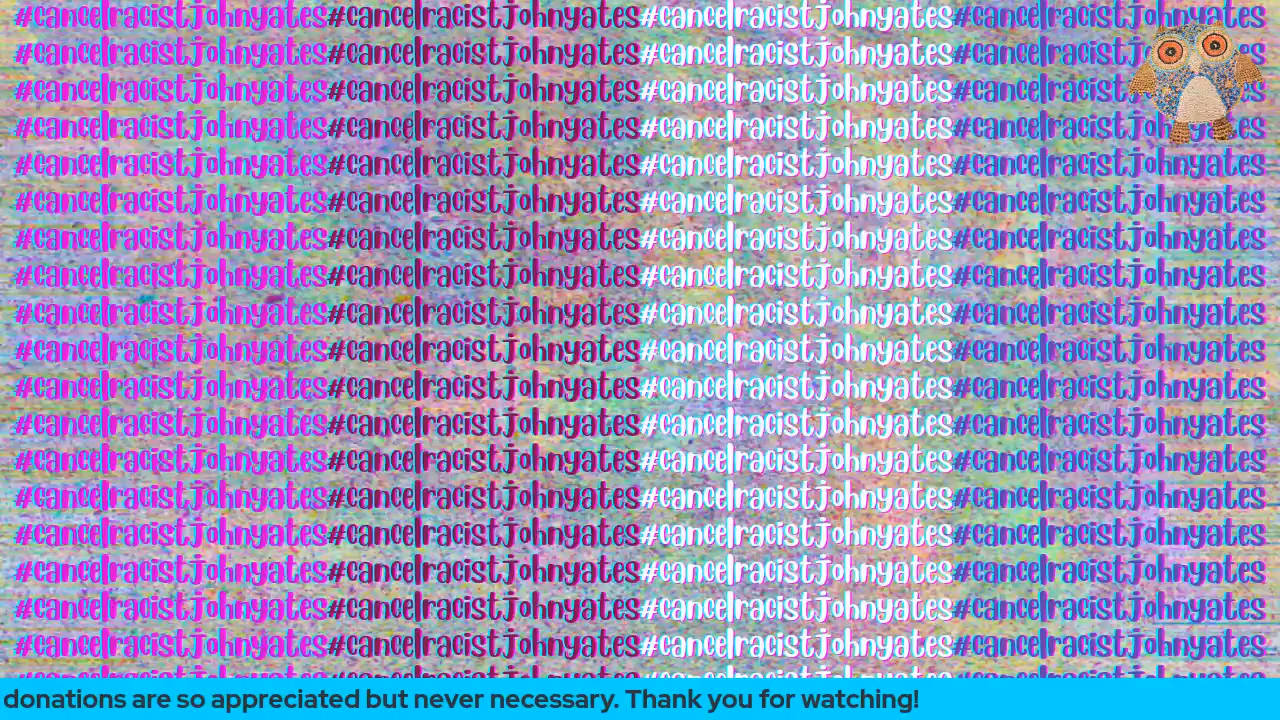 #cancelracistjohnyates#cancelracistjohnyates#cancelracistjohnyates#cancelracistjohnyates
#cancelracistjohnyates#cancelracistjohnyates#cancelracistjohnyates#cancelracistj
#cancelracistjohnyates#cancelracistjohnyates#cancelracistjohnyates#cancelracist
#cancelracistjohnyates#cancelracistjohnyates#cancelracistjohnyates#cancelracistj
#cancelracistjohnyates#cancelracistjohnyates#cancelracistjohnyates#cancelracistjohnyates
#cancelracistjohnyates#cancelracistjohnyates#cancelracistjohnyates#cancelracistjohnyates
#cancelracistjohnyates#cancelracistjohnyates#cancelracistjohnyates#cancelracistjohnyates
#cancelracistjohnyates#cancelracistjohnyates#cancelracistjohnyates#cancelracistjohnyates
#cancelracistjohnyates#cancelracistjohnyates#cancelracistjohnyates#cancelracistjohnyates
#cancelracistjohnyates#cancelracistjohnyates#cancelracistjohnyates#cancelracistjohnyates
#cancelracistjohnyates#cancelracistjohnyates#cancelracistjohnyates#cancelracistjohnyates
#cancelracistjohnyates#cancelracistjohnyates#cancelracistjohnyates#cancelracistjohnyates
#cancelracistjohnyates#cancelracistjohnyates#cancelracistjohnyates#cancelracistjohnyates
#cancelracistjohnyates#cancelracistjohnyates#cancelracistjohnyates#cancelracistjohnyates
#cancelracistjohnyates#cancelracistjohnyates#cancelracistjohnyates#cancelracistjohnyates
#cancelracistjohnyates#cancelracistjohnyates#cancelracistjohnyates#cancelracistjohnyates
#cancelracistjohnyates#cancelracistjohnyates#cancelracistjohnyates#cancelracistjohnyates
#cancelracistjohnyates#cancelracistjohnyates#cancelracistjohnyates#cancelracistjohnyates
donations are so appreciated but never necessary. Thank you for watching!